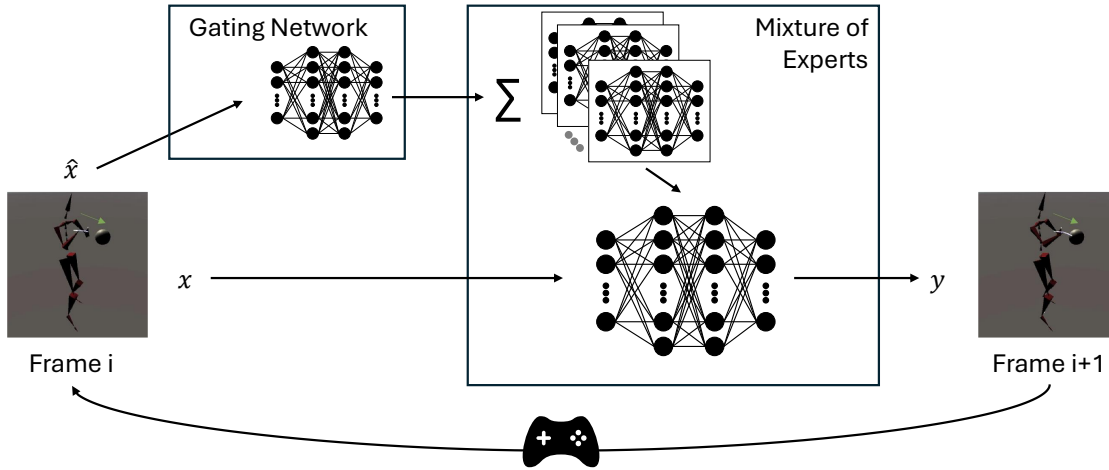 Gating Network
Mixture of
Experts
∑
x̂
x
y
Frame i
Frame i+1